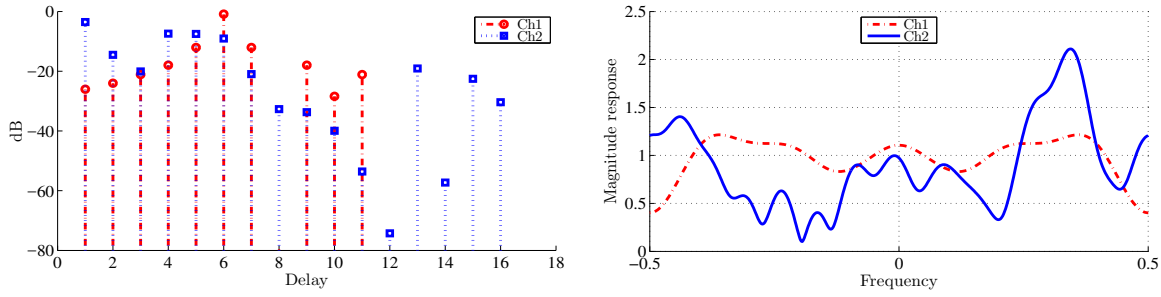 0
−20
−40
−60
−80
dB
0 2 4 6 8 10 12 14 16 18
Delay
Ch1
Ch2
2.5
2
1.5
1
0.5
0
Magnitude response
−0.5 0 0.5
Frequency
Ch1
Ch2